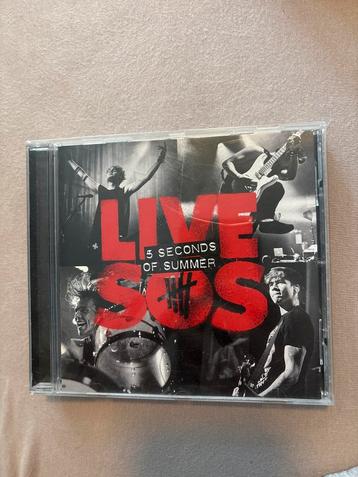 LIVE
5 SECONDS
OF SUMMER
SOS